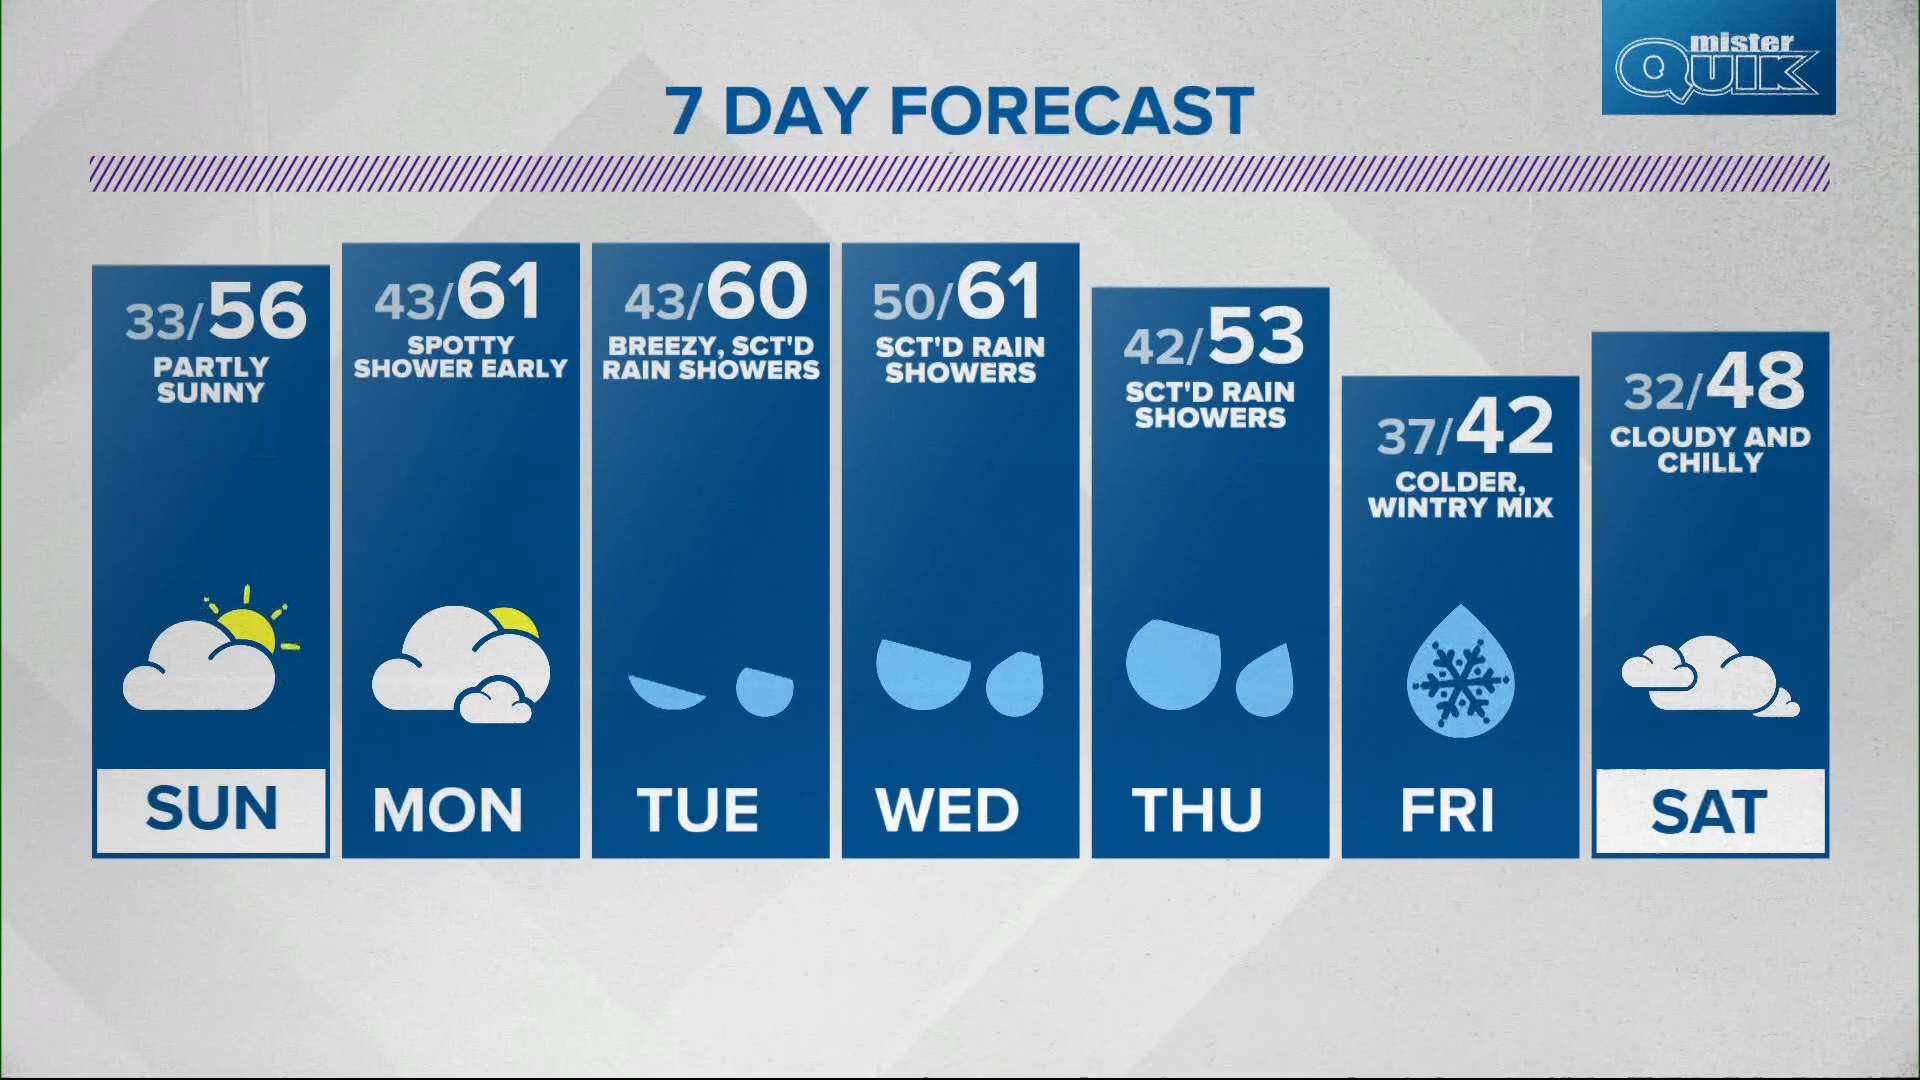 mister
QUIK
7 DAY FORECAST
33/56
PARTLY
SUNNY
SUN
43/61
SPOTTY
SHOWER EARLY
MON
43/60
BREEZY, SCT'D
RAIN SHOWERS
TUE
50/61
SCT'D RAIN
SHOWERS
WED
42/53
SCT'D RAIN
SHOWERS
THU
37/42
COLDER,
WINTRY MIX
FRI
32/48
CLOUDY AND
CHILLY
SAT